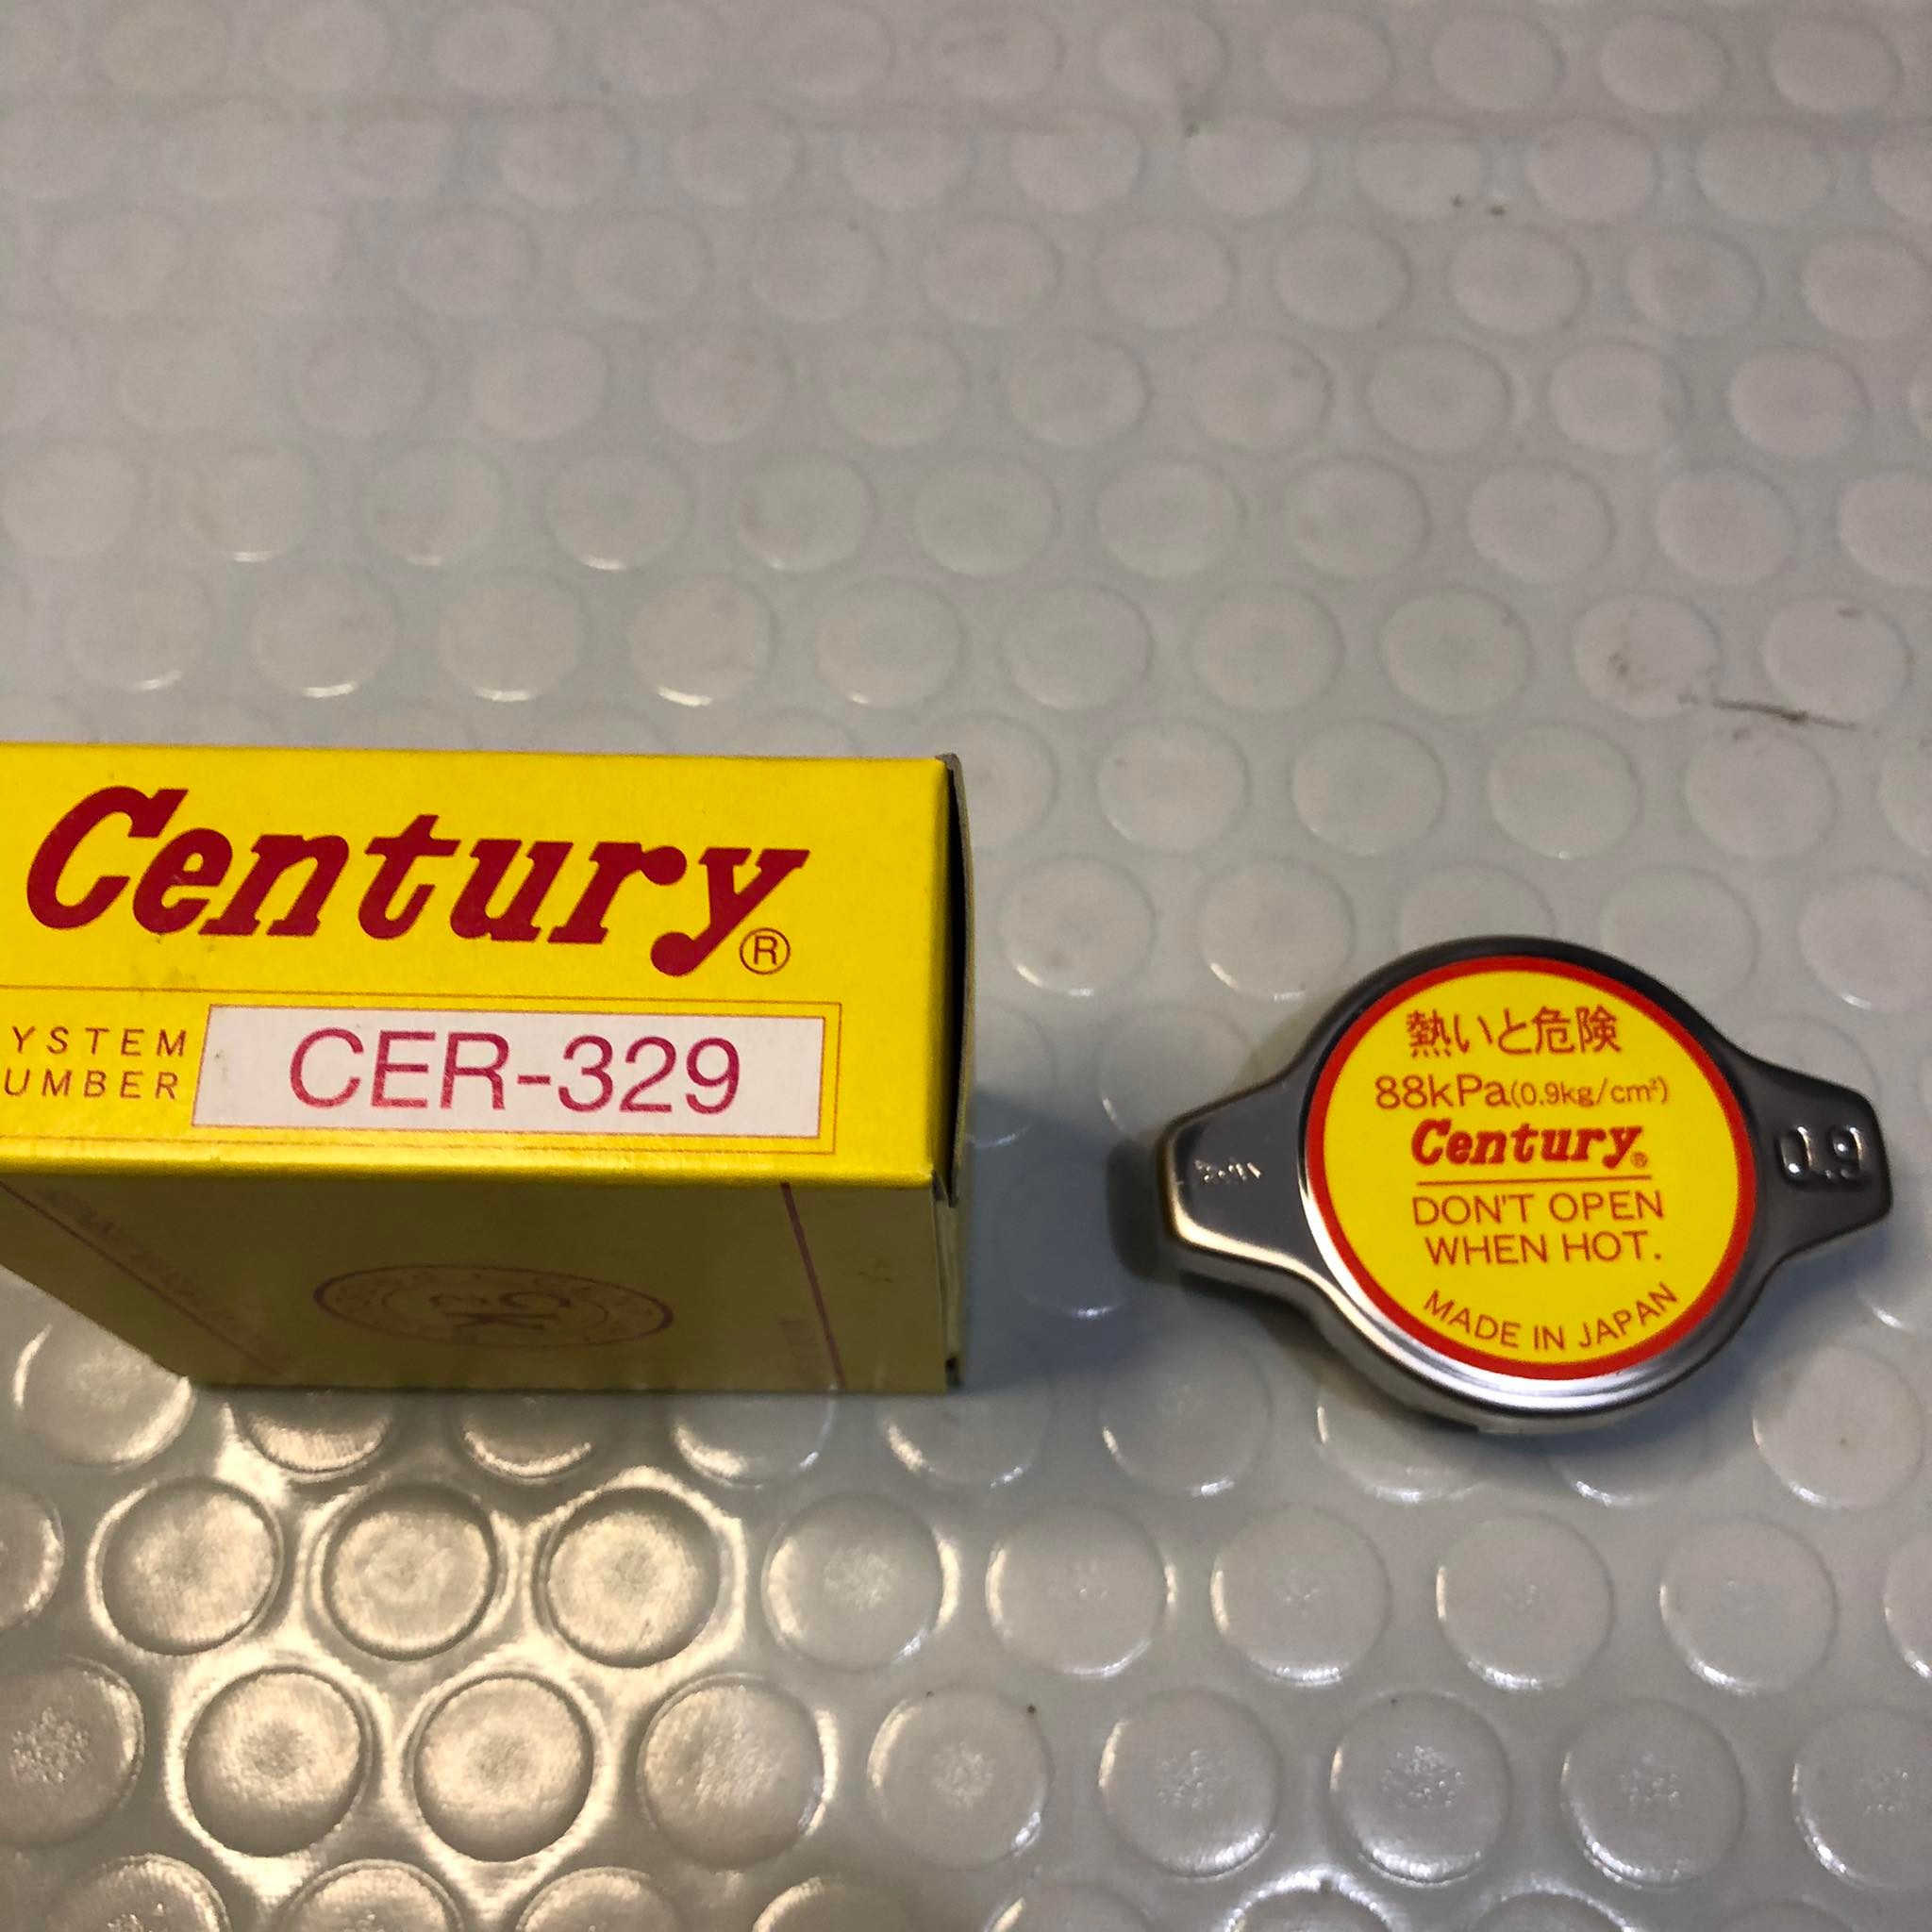 Century®
YSTEM
UMBER
CER-329
熱いと危険
88kPa(0.9kg/cm²)
Century®
DON'T OPEN
WHEN HOT.
MADE IN JAPAN
0.9